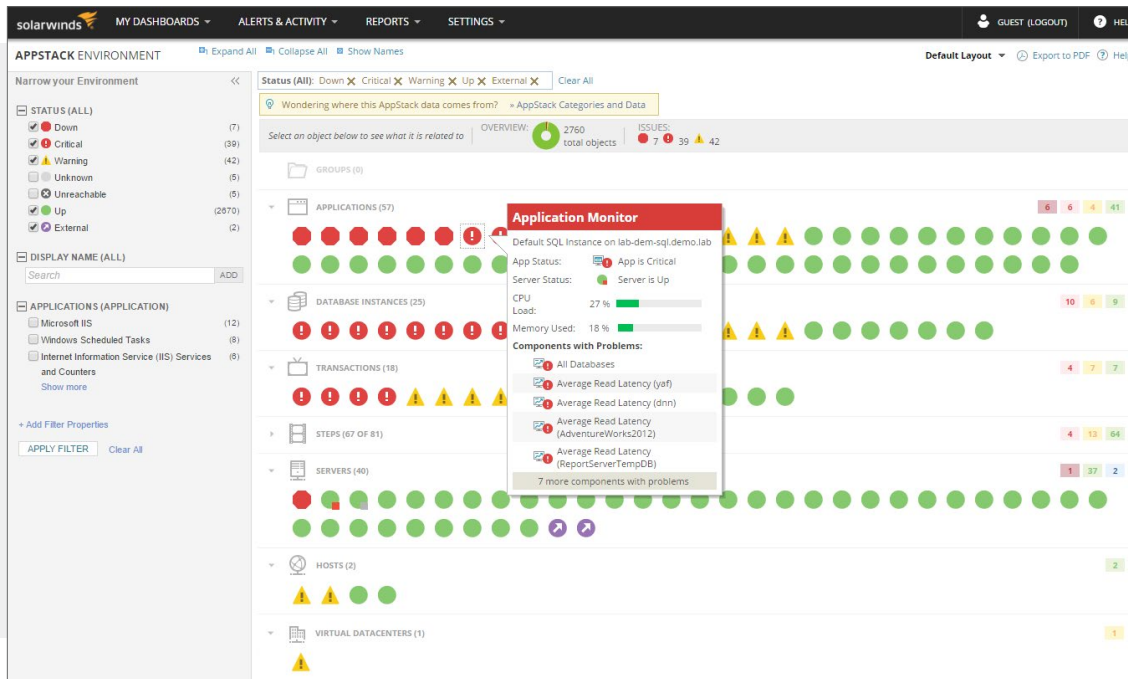 solarwinds MY DASHBOARDS ALERTS & ACTIVITY REPORTS SETTINGS GUEST (LOGOUT) ? HEL
APPSTACK ENVIRONMENT Expand All Collapse All Show Names Default Layout Export to PDF ? Help
Narrow your Environment <<
Status (All): Down X Critical X Warning X Up X External X Clear All
Wondering where this AppStack data comes from? » AppStack Categories and Data
Select an object below to see what it is related to OVERVIEW: 2760 total objects ISSUES: 7 39 42
STATUS (ALL)
Down (7)
Critical (39)
Warning (42)
Unknown (5)
Unreachable (5)
Up (2670)
External (2)
DISPLAY NAME (ALL)
Search ADD
APPLICATIONS (APPLICATION)
Microsoft IIS (12)
Windows Scheduled Tasks (8)
Internet Information Service (IIS) Services (6)
and Counters
Show more
+ Add Filter Properties
APPLY FILTER Clear All
GROUPS (0)
APPLICATIONS (57) 6 6 4 41
DATABASE INSTANCES (25) 10 6 9
TRANSACTIONS (18) 4 7 7
STEPS (67 OF 81) 4 13 64
SERVERS (40) 1 37 2
HOSTS (2) 2
VIRTUAL DATACENTERS (1) 1
Application Monitor
Default SQL Instance on lab-dem-sql.demo.lab
App Status: App is Critical
Server Status: Server is Up
CPU
Load: 27 %
Memory Used: 18 %
Components with Problems:
All Databases
Average Read Latency (yaf)
Average Read Latency (dnn)
Average Read Latency
(AdventureWorks2012)
Average Read Latency
(ReportServerTempDB)
7 more components with problems